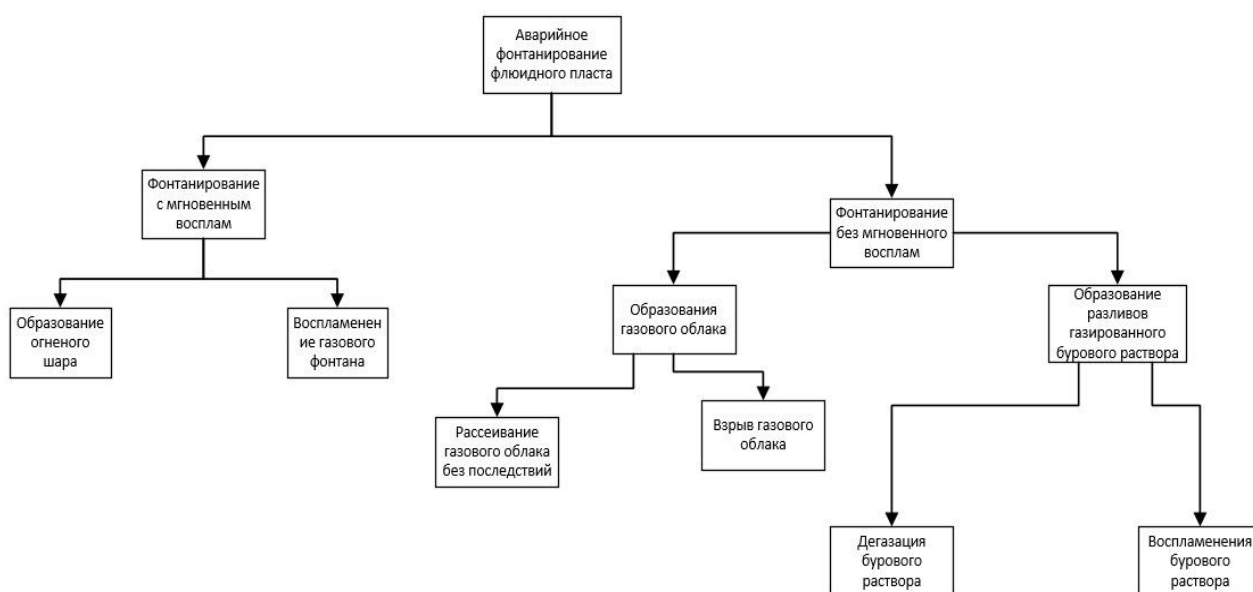 Аварийное
фонтанирование
флюидного пласта
Фонтанирование
с мгновенным
восплам
Фонтанирование
без мгновенного
восплам
Образование
огненого
шара
Воспламенен
ие газового
фонтана
Образования
газового облака
Образование
разливов
газированного
бурового раствора
Рассеивание
газового облака
без последствий
Взрыв газового
облака
Дегазация
бурового
раствора
Воспламенения
бурового
раствора